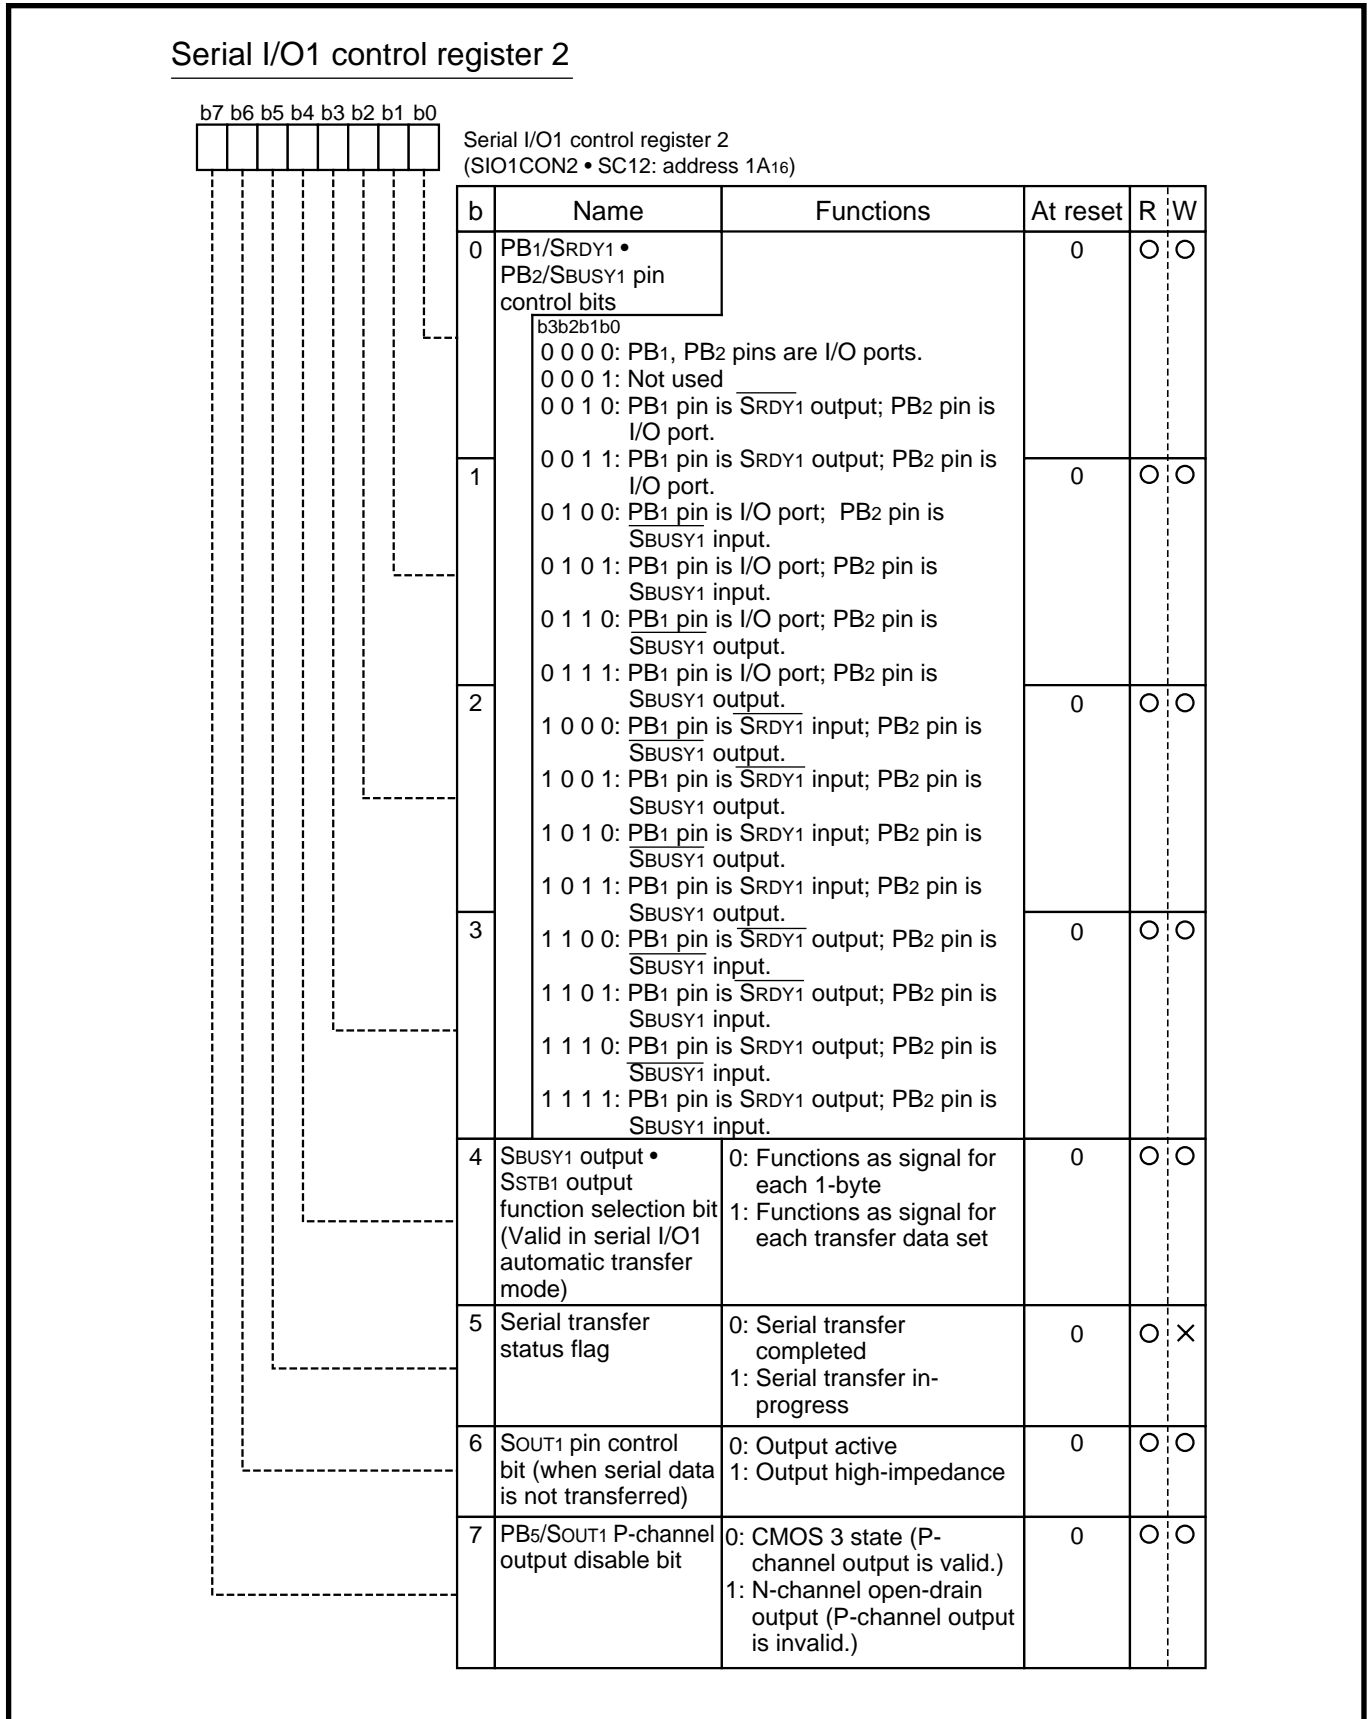 Serial I/O1 control register 2
b7 b6 b5 b4 b3 b2 b1 b0
Serial I/O1 control register 2
(SIO1CON2 • SC12: address 1A16)
b Name Functions At reset R W
0 PB1/SRDY1 • 0
PB2/SBUSY1 pin
control bits
b3b2b1b0
0 0 0 0: PB1, PB2 pins are I/O ports.
0 0 0 1: Not used
0 0 1 0: PB1 pin is S̅R̅D̅Y̅1̅ output; PB2 pin is
I/O port.
0 0 1 1: PB1 pin is SRDY1 output; PB2 pin is
1 I/O port. 0
0 1 0 0: PB1 pin is I/O port; PB2 pin is
S̅B̅U̅S̅Y̅1̅ input.
0 1 0 1: PB1 pin is I/O port; PB2 pin is
SBUSY1 input.
0 1 1 0: PB1 pin is I/O port; PB2 pin is
S̅B̅U̅S̅Y̅1̅ output.
0 1 1 1: PB1 pin is I/O port; PB2 pin is
2 SBUSY1 output. 0
1 0 0 0: PB1 pin is S̅R̅D̅Y̅1̅ input; PB2 pin is
S̅B̅U̅S̅Y̅1̅ output.
1 0 0 1: PB1 pin is S̅R̅D̅Y̅1̅ input; PB2 pin is
SBUSY1 output.
1 0 1 0: PB1 pin is SRDY1 input; PB2 pin is
S̅B̅U̅S̅Y̅1̅ output.
1 0 1 1: PB1 pin is SRDY1 input; PB2 pin is
SBUSY1 output.
3 1 1 0 0: PB1 pin is S̅R̅D̅Y̅1̅ output; PB2 pin is 0
S̅B̅U̅S̅Y̅1̅ input.
1 1 0 1: PB1 pin is S̅R̅D̅Y̅1̅ output; PB2 pin is
SBUSY1 input.
1 1 1 0: PB1 pin is SRDY1 output; PB2 pin is
S̅B̅U̅S̅Y̅1̅ input.
1 1 1 1: PB1 pin is SRDY1 output; PB2 pin is
SBUSY1 input.
4 SBUSY1 output • 0: Functions as signal for 0
SSTB1 output each 1-byte
function selection bit 1: Functions as signal for
(Valid in serial I/O1 each transfer data set
automatic transfer
mode)
5 Serial transfer 0: Serial transfer 0 ×
status flag completed
1: Serial transfer in-
progress
6 SOUT1 pin control 0: Output active 0
bit (when serial data 1: Output high-impedance
is not transferred)
7 PB5/SOUT1 P-channel 0: CMOS 3 state (P- 0
output disable bit channel output is valid.)
1: N-channel open-drain
output (P-channel output
is invalid.)